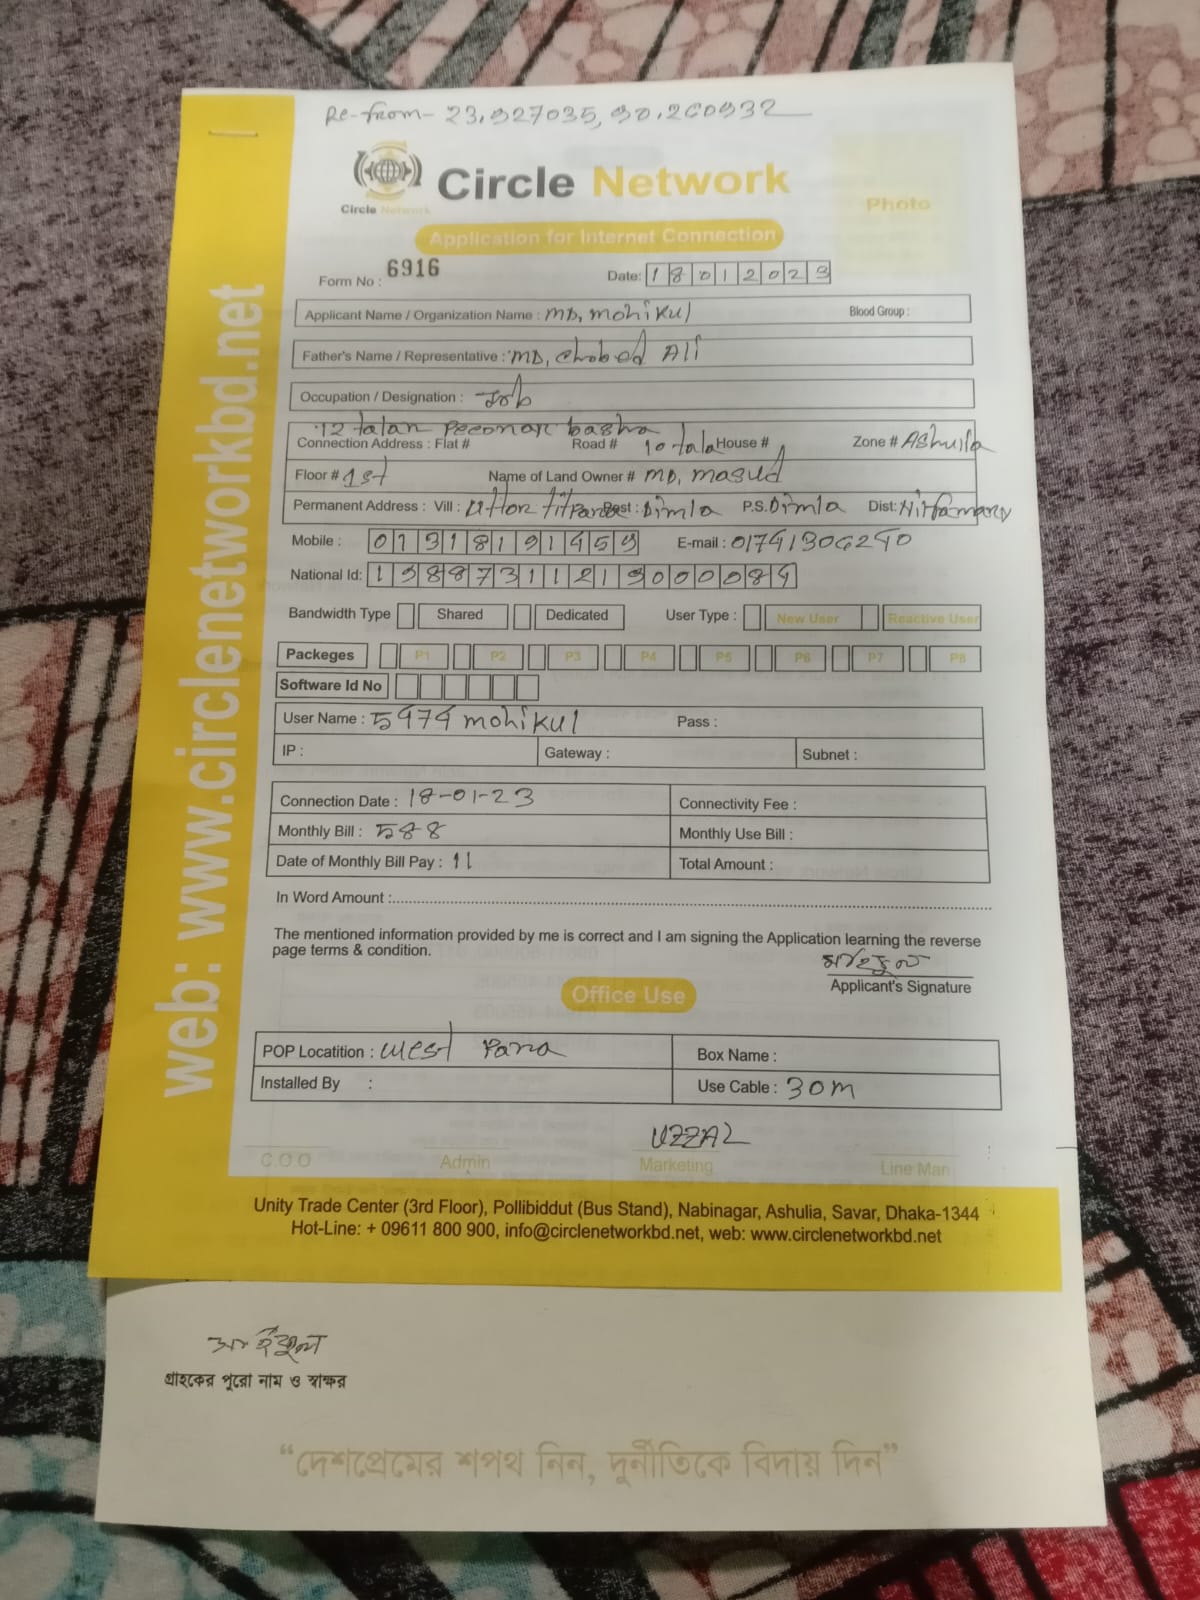 Re-from- 23.927035, 90.260932
Circle Network
Circle Network
Photo
Application for Internet Connection
Form No : 6916
Date: 18012023
Applicant Name / Organization Name : MD, Mohikul Blood Group :
Father's Name / Representative : MD, Chobed Ali
Occupation / Designation : Job
12 talan basha
Connection Address : Flat # Road # 10 tala House # Zone # Ashulia
Floor # 1st Name of Land Owner # MD, Masud
Permanent Address : Vill : Uttor Post : Dimla P.S. Dimla Dist:
Mobile : 01318191459 E-mail : 01741306290
National Id: 19887311219000084
Bandwidth Type Shared Dedicated User Type : New User Reactive User
Packeges P1 P2 P3 P4 P5 P6 P7 P8
Software Id No
User Name : 5474 mohikul Pass :
IP : Gateway : Subnet :
Connection Date : 18-01-23 Connectivity Fee :
Monthly Bill : 588 Monthly Use Bill :
Date of Monthly Bill Pay : 11 Total Amount :
In Word Amount :
The mentioned information provided by me is correct and I am signing the Application learning the reverse
page terms & condition.
Applicant's Signature
Office Use
POP Locatition : West Para Box Name :
Installed By : Use Cable : 30M
UZZAL
C.O.O Admin Marketing Line Man
Unity Trade Center (3rd Floor), Pollibiddut (Bus Stand), Nabinagar, Ashulia, Savar, Dhaka-1344
Hot-Line: + 09611 800 900, info@circlenetworkbd.net, web: www.circlenetworkbd.net
web: www.circlenetworkbd.net
গ্রাহকের পুরো নাম ও স্বাক্ষর
“দেশপ্রেমের শপথ নিন, দুর্নীতিকে বিদায় দিন”